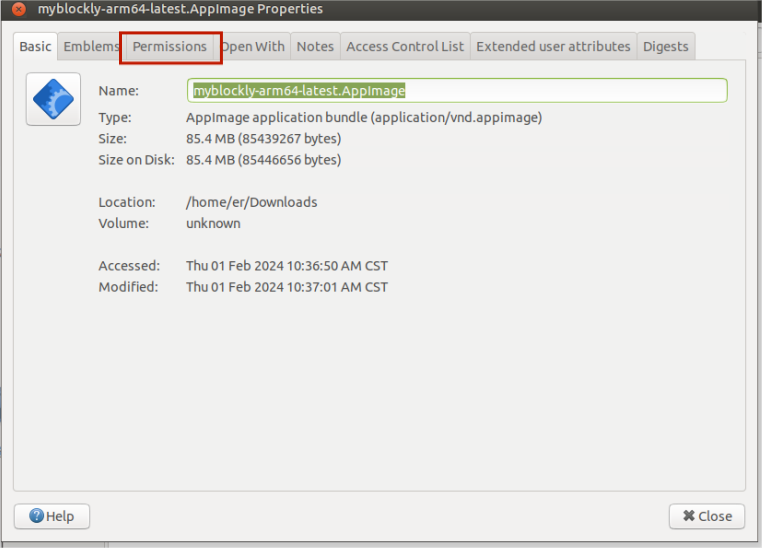 myblockly-arm64-latest.AppImage Properties
Basic Emblems Permissions Open With Notes Access Control List Extended user attributes Digests
Name: myblockly-arm64-latest.AppImage
Type: AppImage application bundle (application/vnd.appimage)
Size: 85.4 MB (85439267 bytes)
Size on Disk: 85.4 MB (85446656 bytes)
Location: /home/er/Downloads
Volume: unknown
Accessed: Thu 01 Feb 2024 10:36:50 AM CST
Modified: Thu 01 Feb 2024 10:37:01 AM CST
Help Close